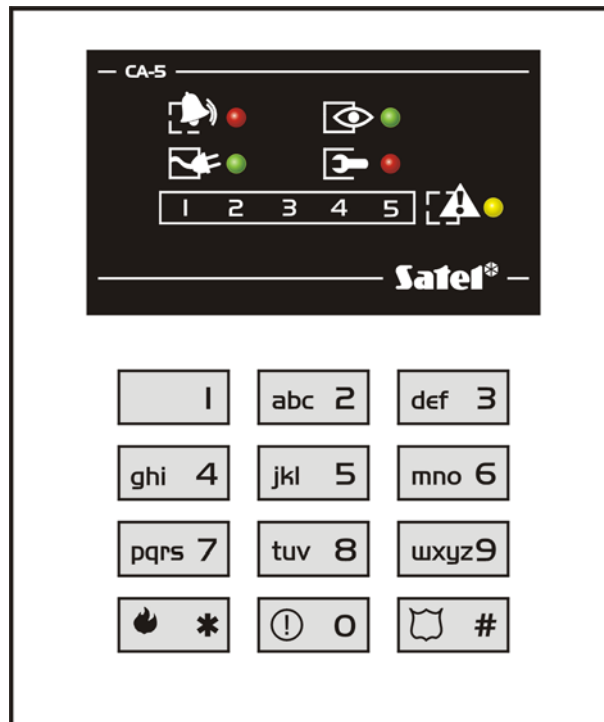 CA-5
1 2 3 4 5
Satel
1 abc 2 def 3
ghi 4 jkl 5 mno 6
pqrs 7 tuv 8 wxyz9
* 0 #